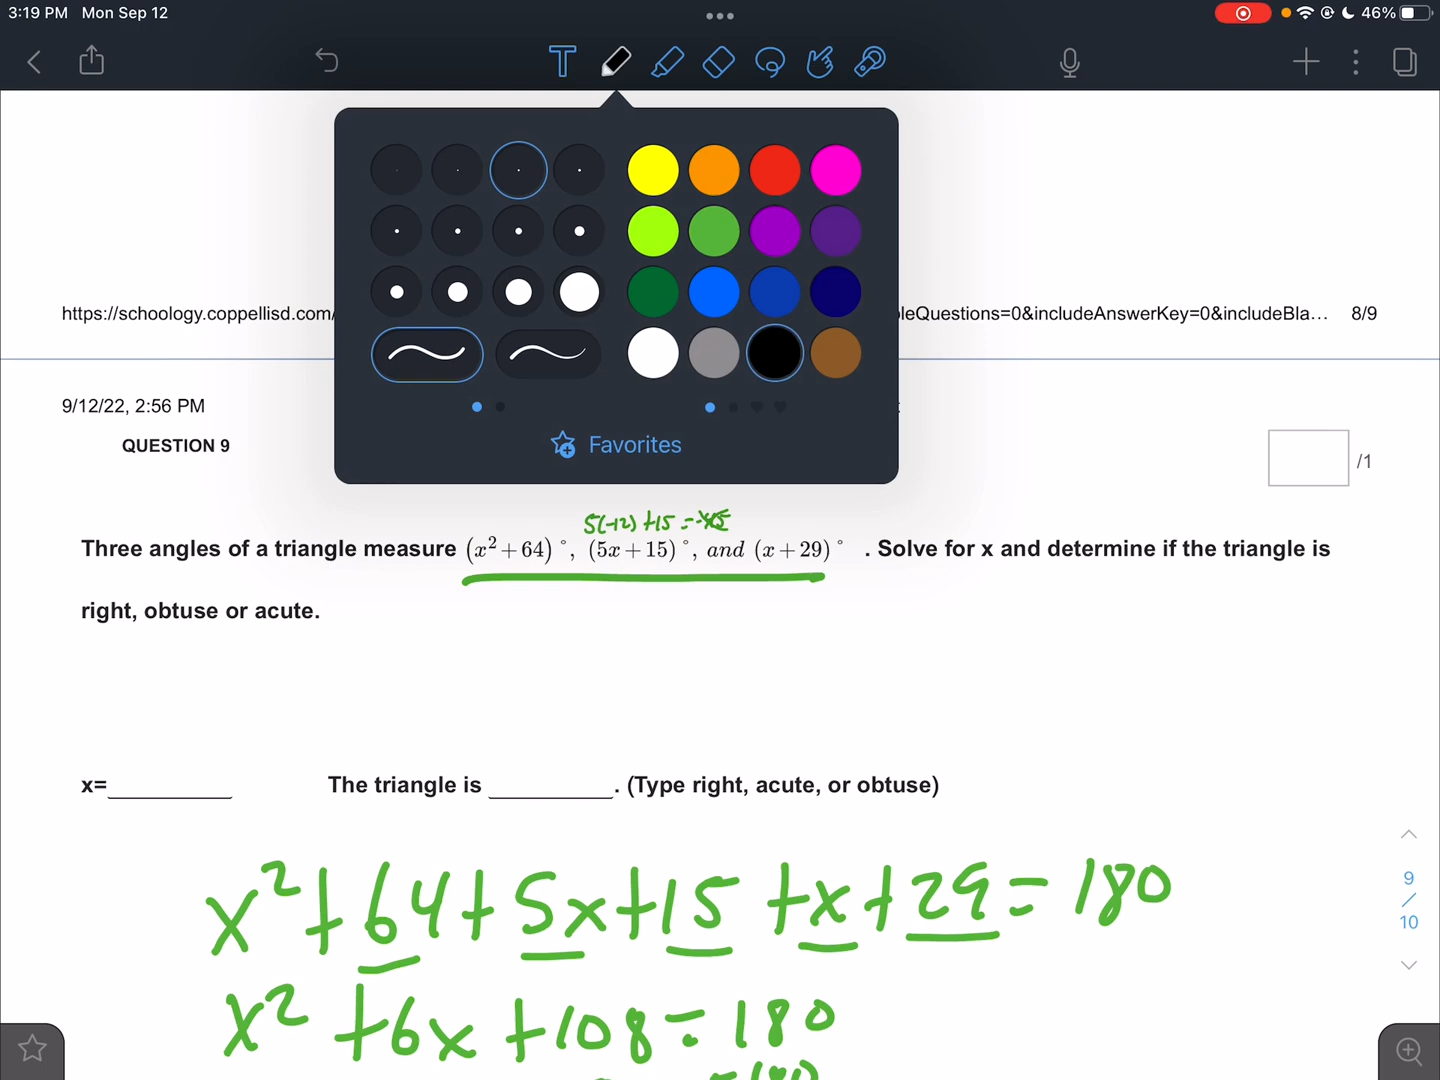 3:19 PM Mon Sep 12
46%
T
https://schoology.coppellisd.com/
leQuestions=0&includeAnswerKey=0&includeBla… 8/9
9/12/22, 2:56 PM
QUESTION 9
Favorites
/1
5(-12) +15 =
Three angles of a triangle measure (x² + 64)°, (5x + 15)°, and (x + 29)° . Solve for x and determine if the triangle is
right, obtuse or acute.
x=__________ The triangle is __________. (Type right, acute, or obtuse)
9
/
10
x² + 64 + 5x + 15 + x + 29 = 180
x² + 6x + 108 = 180